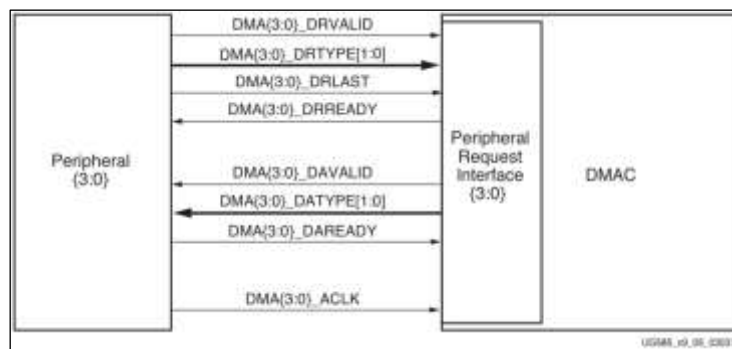 DMA{3:0}_DRVALID
DMA{3:0}_DRTYPE[1:0]
DMA{3:0}_DRLAST
DMA{3:0}_DRREADY
Peripheral
{3:0}
Peripheral
Request
Interface
{3:0}
DMAC
DMA{3:0}_DAVALID
DMA{3:0}_DATYPE[1:0]
DMA{3:0}_DAREADY
DMA{3:0}_ACLK